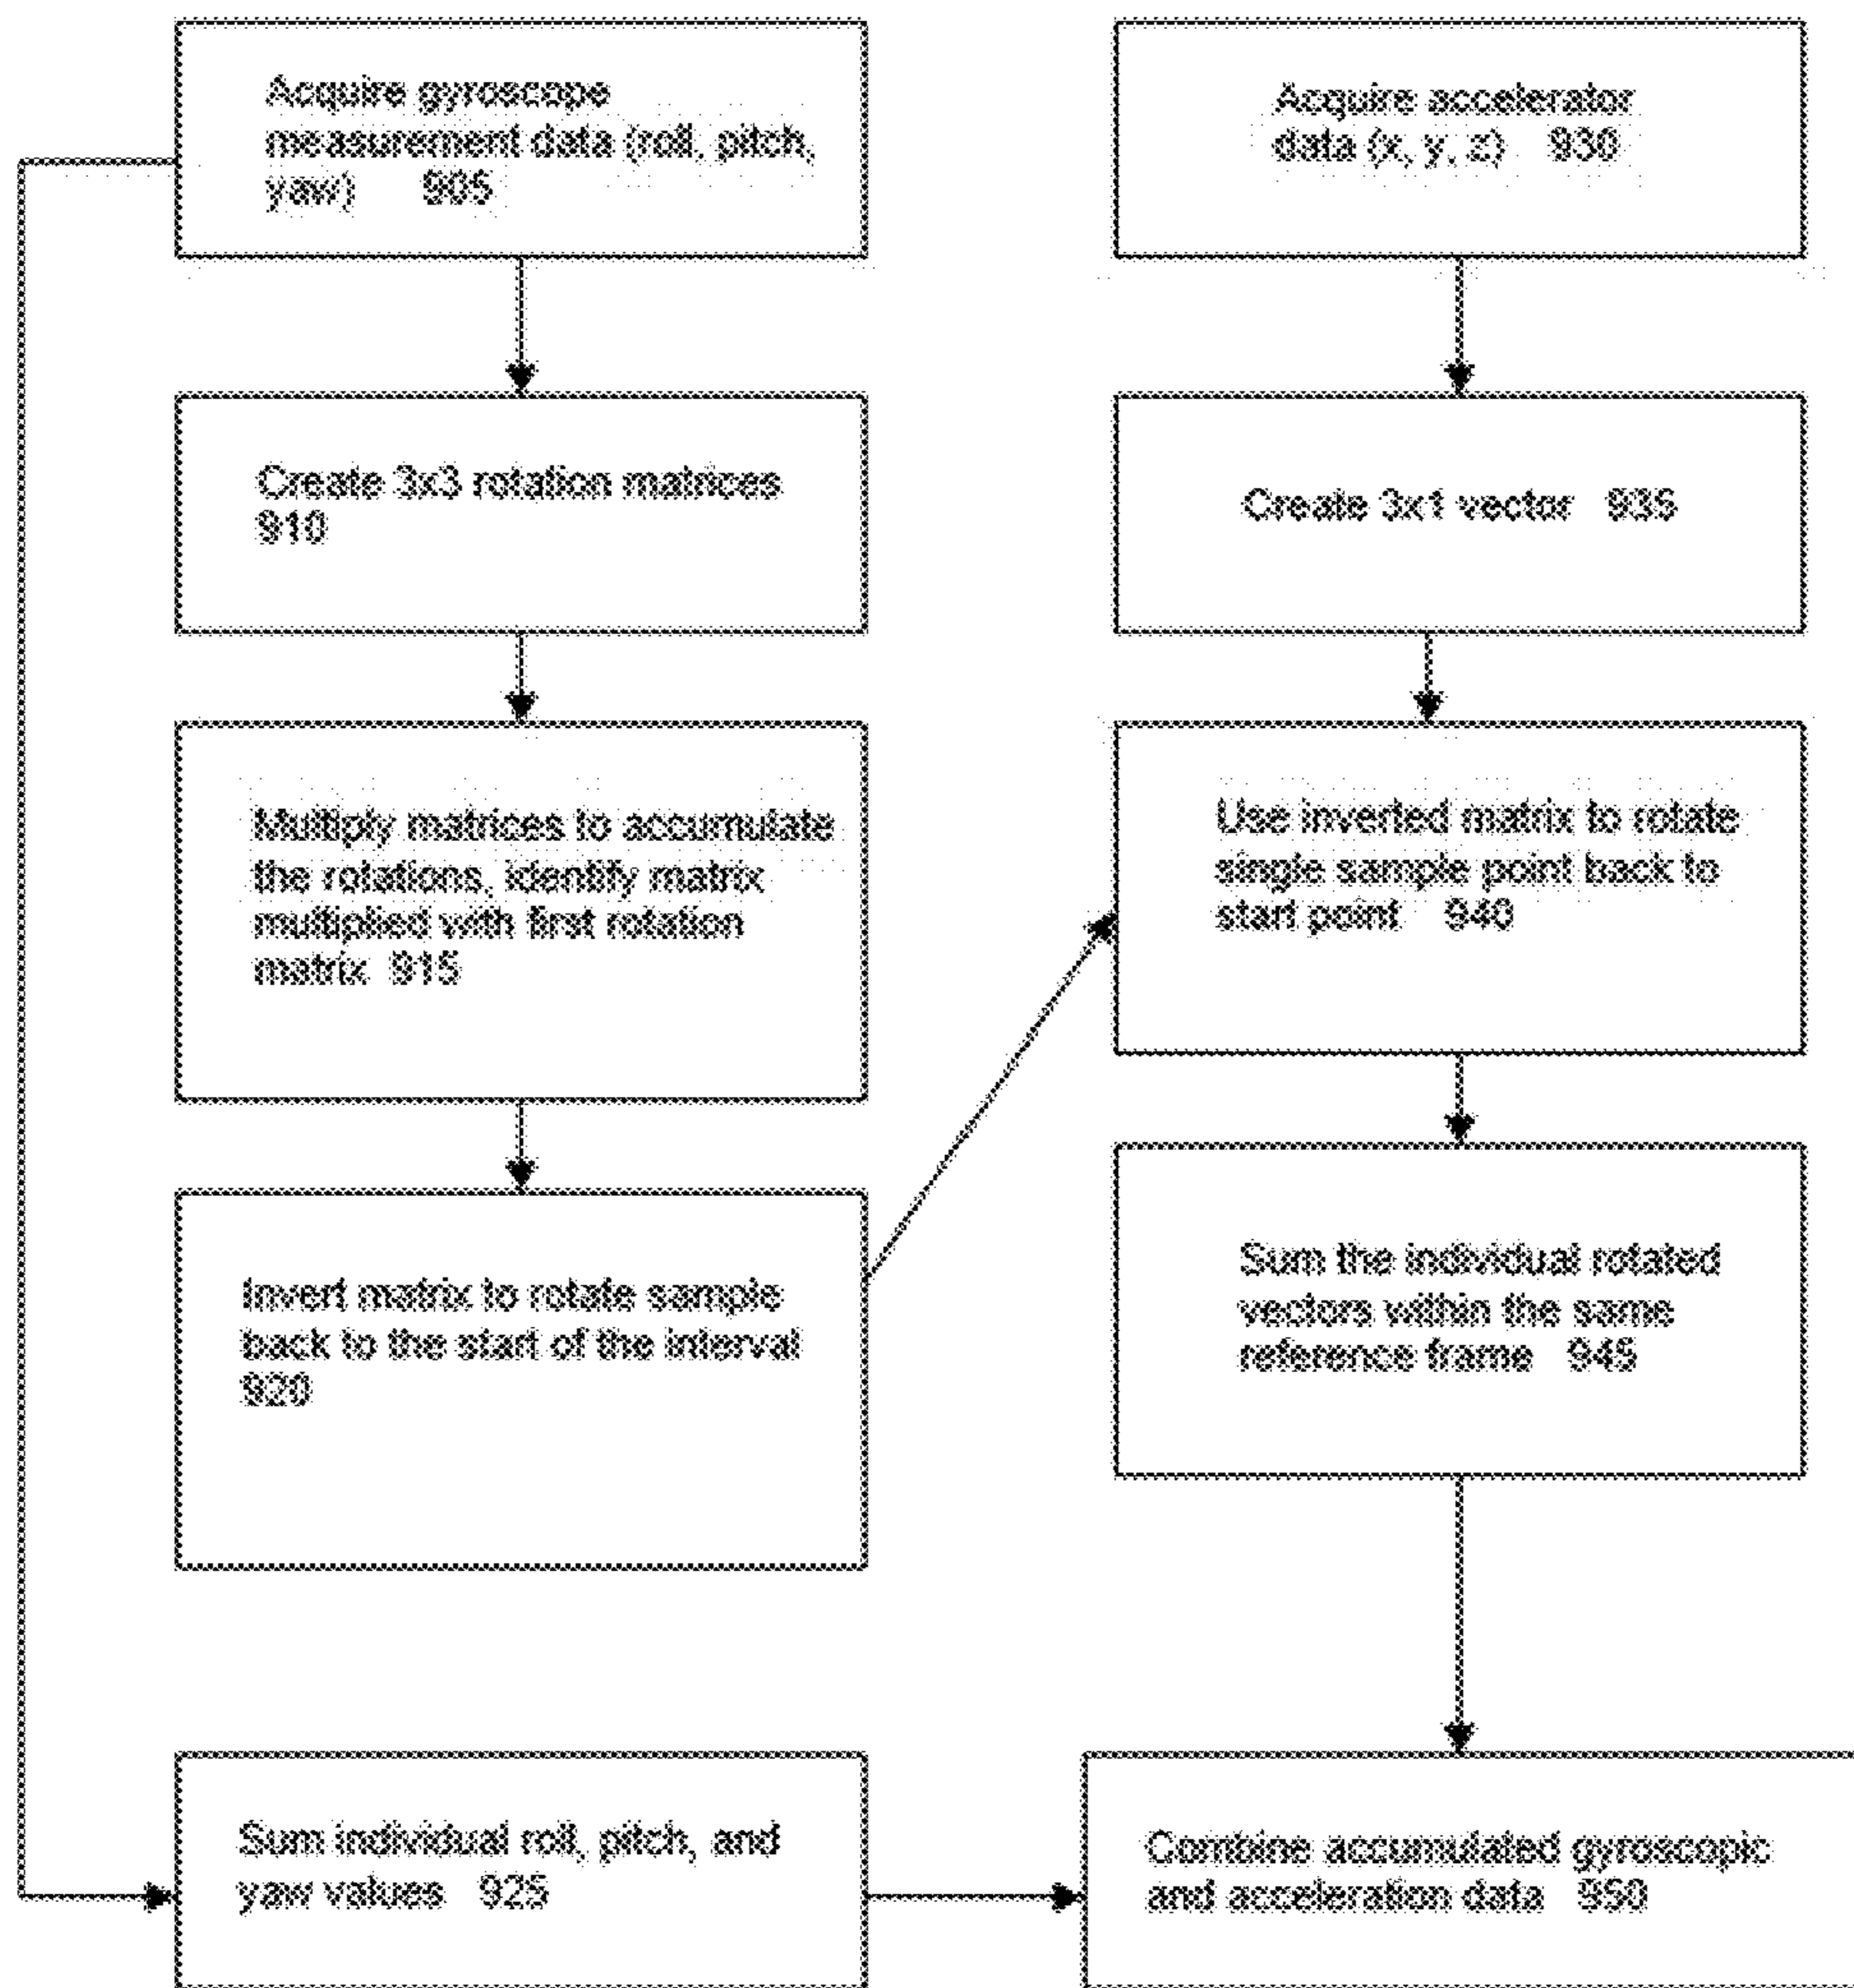 Acquire gyroscope
measurement data (roll, pitch,
yaw) 905
Create 3x3 rotation matrices
910
Multiply matrices to accumulate
the rotations, identify matrix
multiplied with first rotation
matrix 915
Invert matrix to rotate sample
back to the start of the interval
920
Sum individual roll, pitch, and
yaw values 925
Acquire accelerator
data (x, y, z) 930
Create 3x1 vector 935
Use inverted matrix to rotate
single sample point back to
start point 940
Sum the individual rotated
vectors within the same
reference frame 945
Combine accumulated gyroscopic
and acceleration data 950